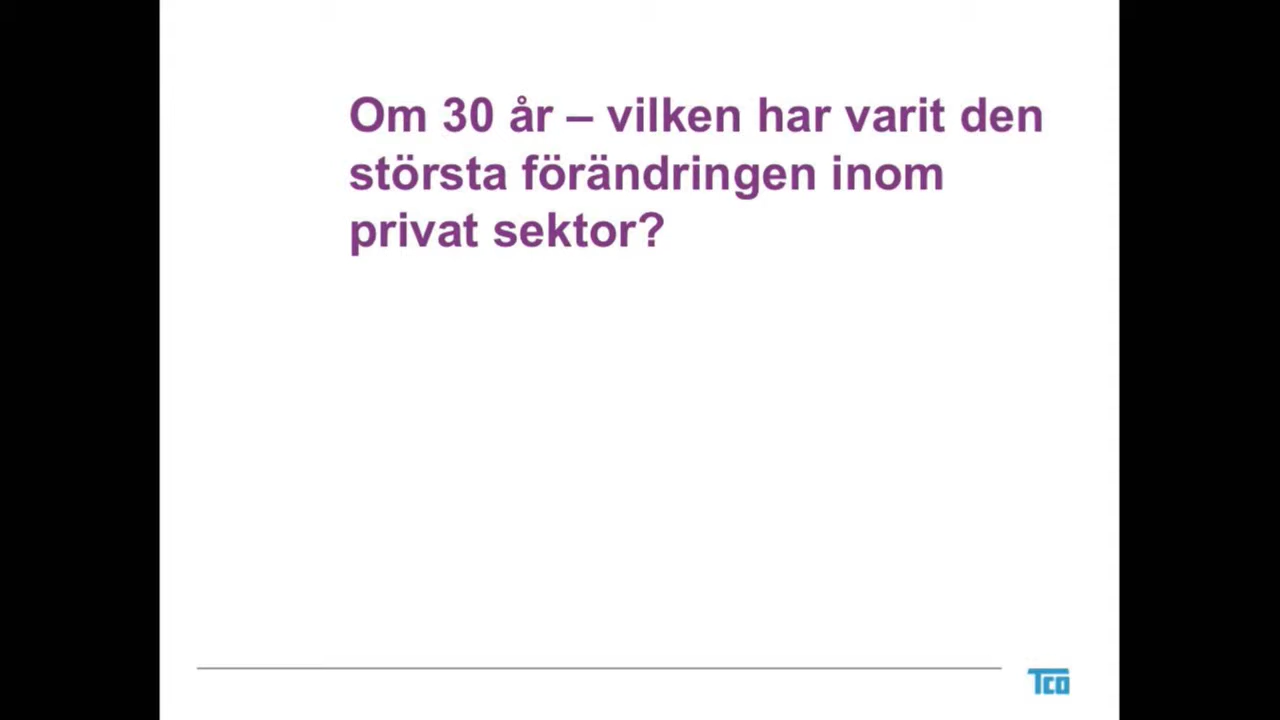 Om 30 år – vilken har varit den
största förändringen inom
privat sektor?
TCO